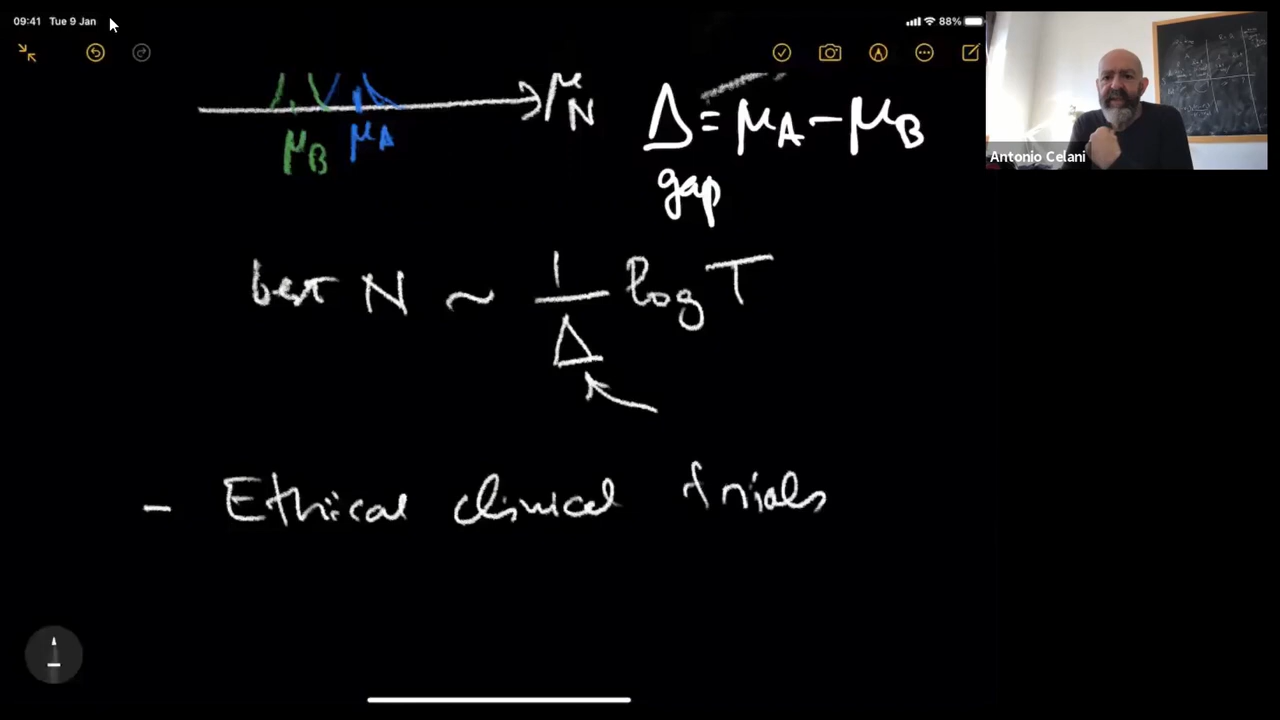 09:41 Tue 9 Jan
88%
μ_N
μB μA
Δ = μA − μB
gap
Antonio Celani
best N ~ 1/Δ log T
- Ethical clinical trials